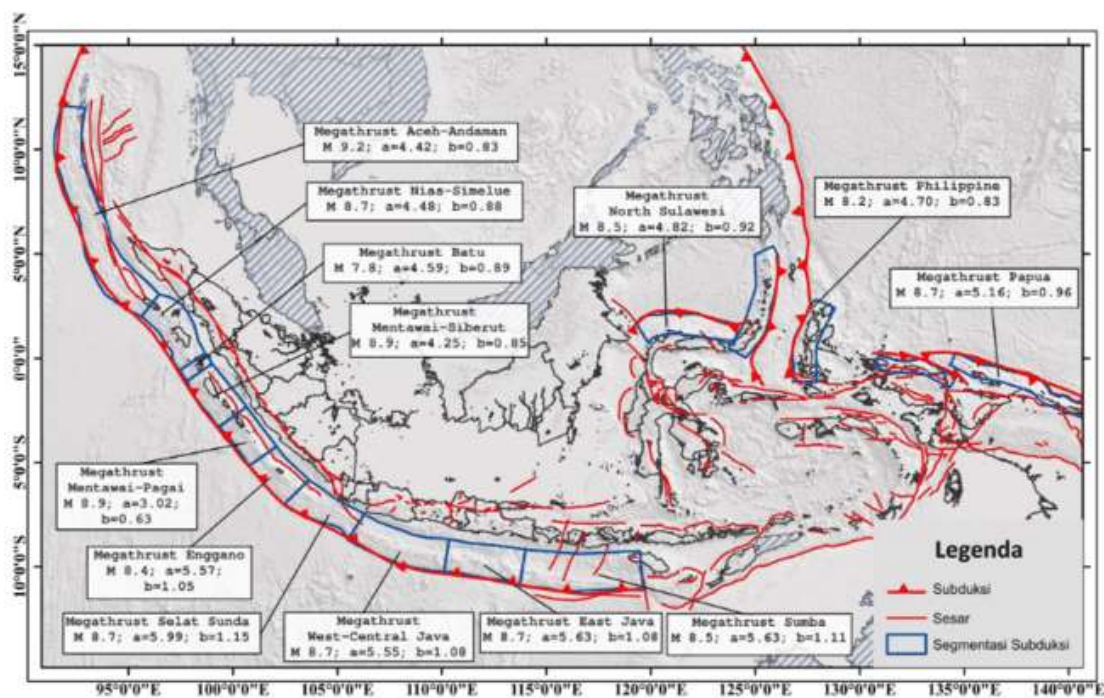 15°0'0"N
10°0'0"N
5°0'0"N
0°0'0"
5°0'0"S
10°0'0"S
Megathrust Aceh-Andaman
M 9.2; a=4.42; b=0.83
Megathrust Nias-Simelue
M 8.7; a=4.48; b=0.88
Megathrust Batu
M 7.8; a=4.59; b=0.89
Megathrust
Mentawai-Siberut
M 8.9; a=4.25; b=0.85
Megathrust
North Sulawesi
M 8.5; a=4.82; b=0.92
Megathrust Philippine
M 8.2; a=4.70; b=0.83
Megathrust Papua
M 8.7; a=5.16; b=0.96
Megathrust
Mentawai-Pagai
M 8.9; a=3.02;
b=0.63
Megathrust Enggano
M 8.4; a=5.57;
b=1.05
Megathrust Selat Sunda
M 8.7; a=5.99; b=1.15
Megathrust
West-Central Java
M 8.7; a=5.55; b=1.08
Megathrust East Java
M 8.7; a=5.63; b=1.08
Megathrust Sumba
M 8.5; a=5.63; b=1.11
Legenda
Subduksi
Sesar
Segmentasi Subduksi
95°0'0"E
100°0'0"E
105°0'0"E
110°0'0"E
115°0'0"E
120°0'0"E
125°0'0"E
130°0'0"E
135°0'0"E
140°0'0"E